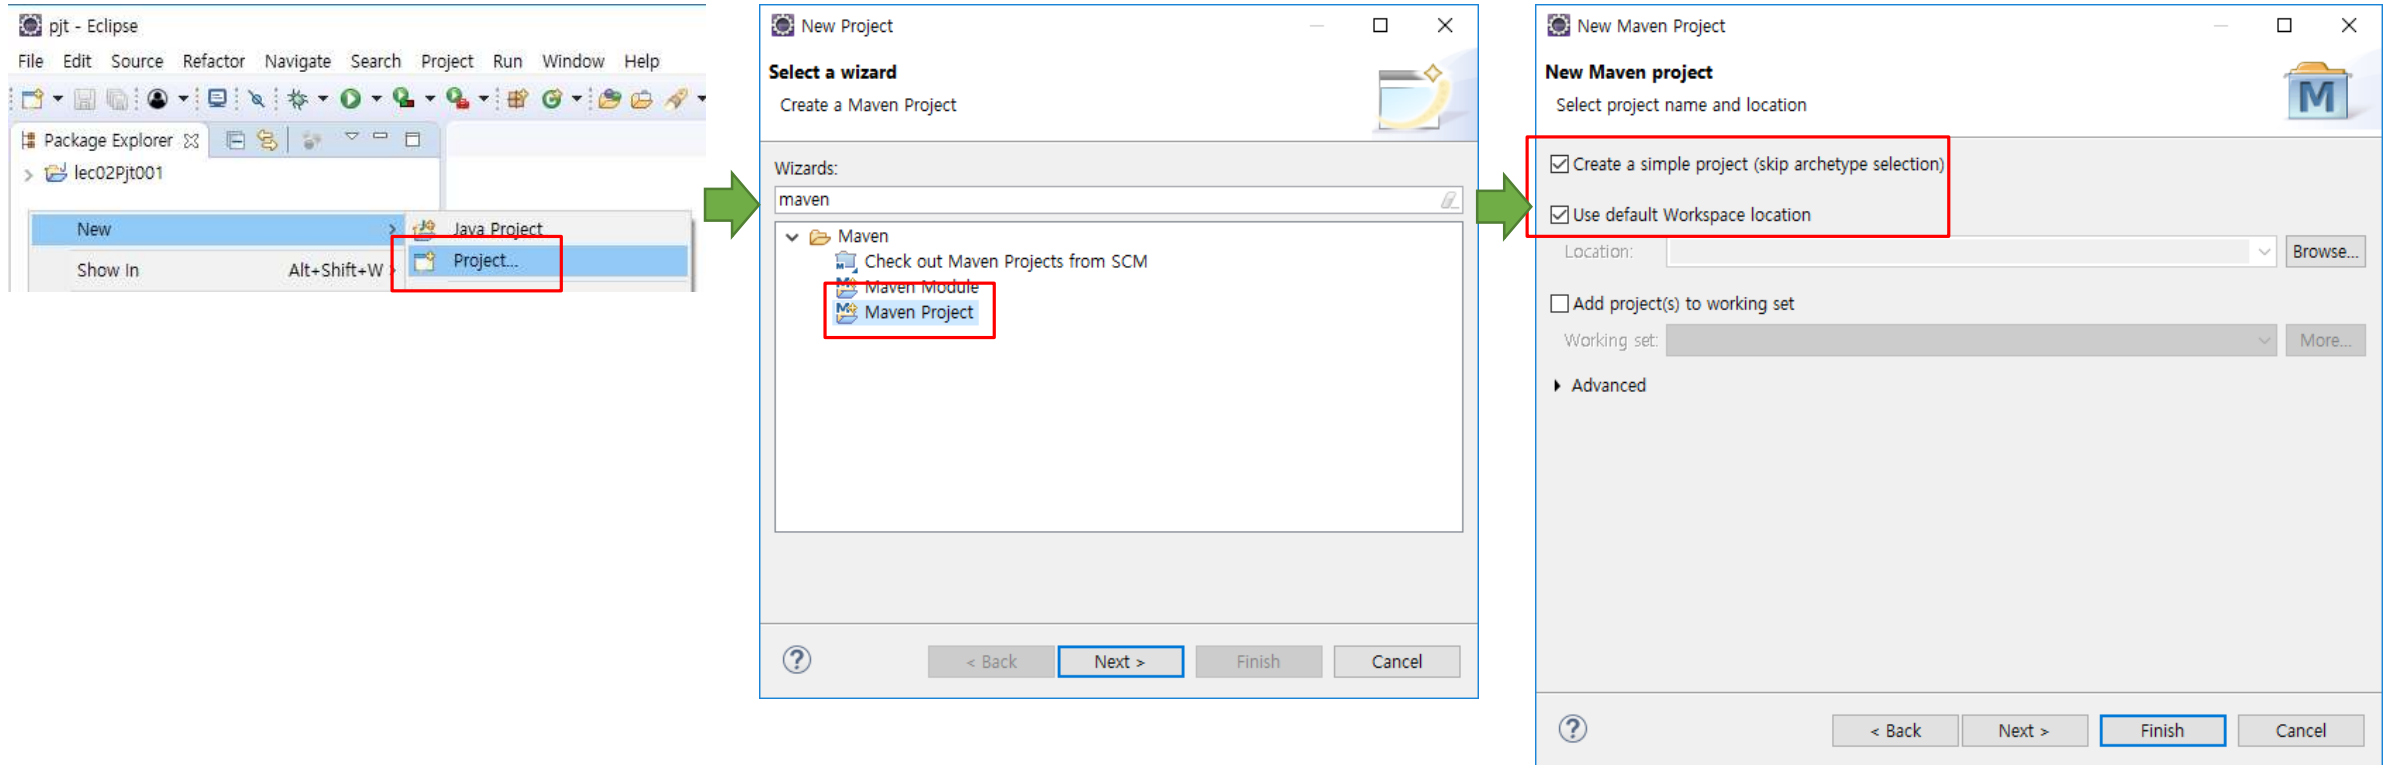 pjt - Eclipse
File Edit Source Refactor Navigate Search Project Run Window Help
Package Explorer
lec02Pjt001
New
Java Project
Project...
Show In Alt+Shift+W
New Project
Select a wizard
Create a Maven Project
Wizards:
maven
Maven
Check out Maven Projects from SCM
Maven Module
Maven Project
< Back Next > Finish Cancel
New Maven Project
New Maven project
Select project name and location
M
Create a simple project (skip archetype selection)
Use default Workspace location
Location: Browse...
Add project(s) to working set
Working set: More...
Advanced
< Back Next > Finish Cancel